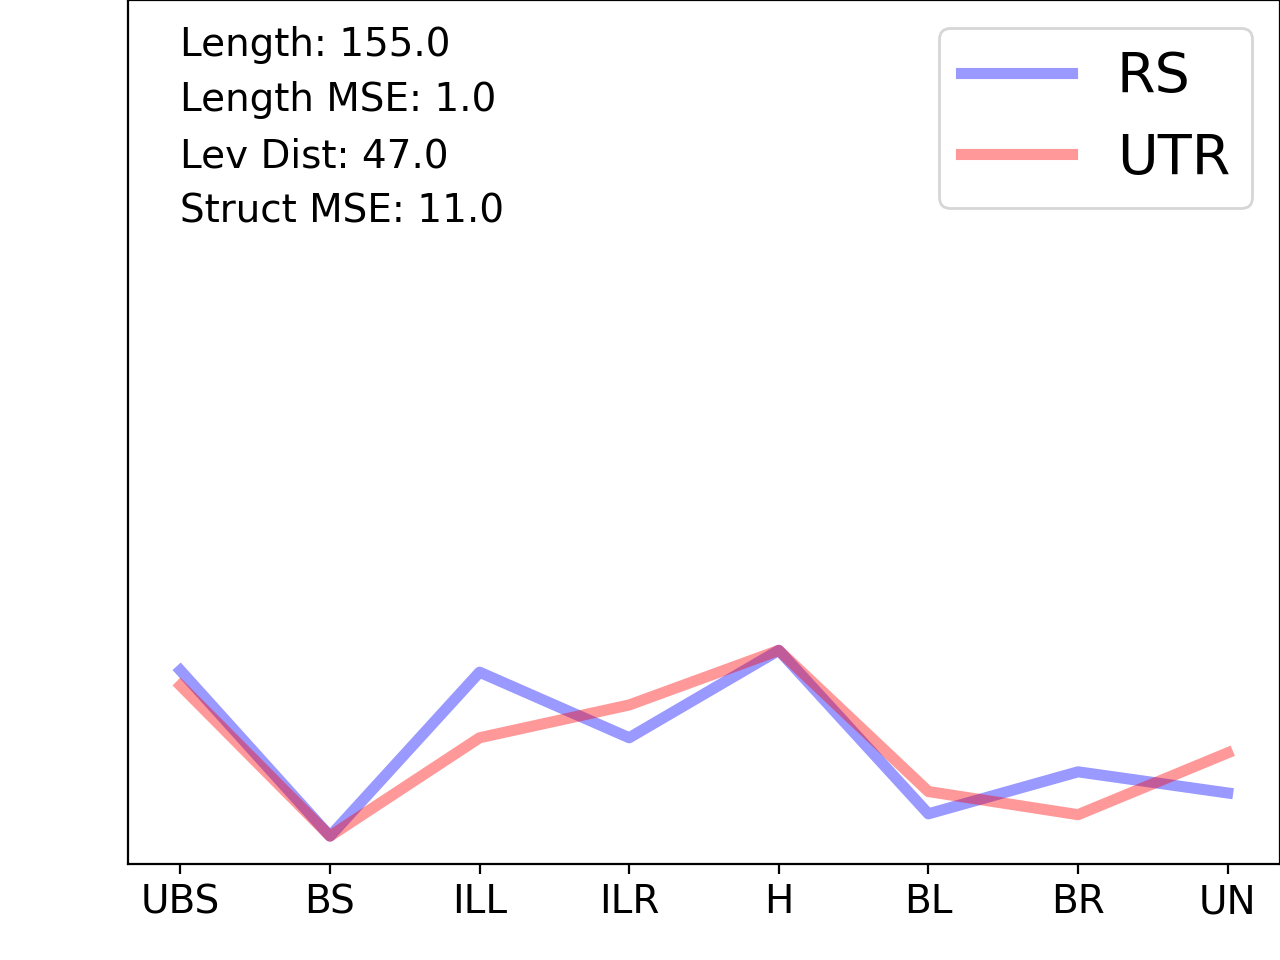 Length: 155.0
Length MSE: 1.0
Lev Dist: 47.0
Struct MSE: 11.0
RS
UTR
UBS BS ILL ILR H BL BR UN